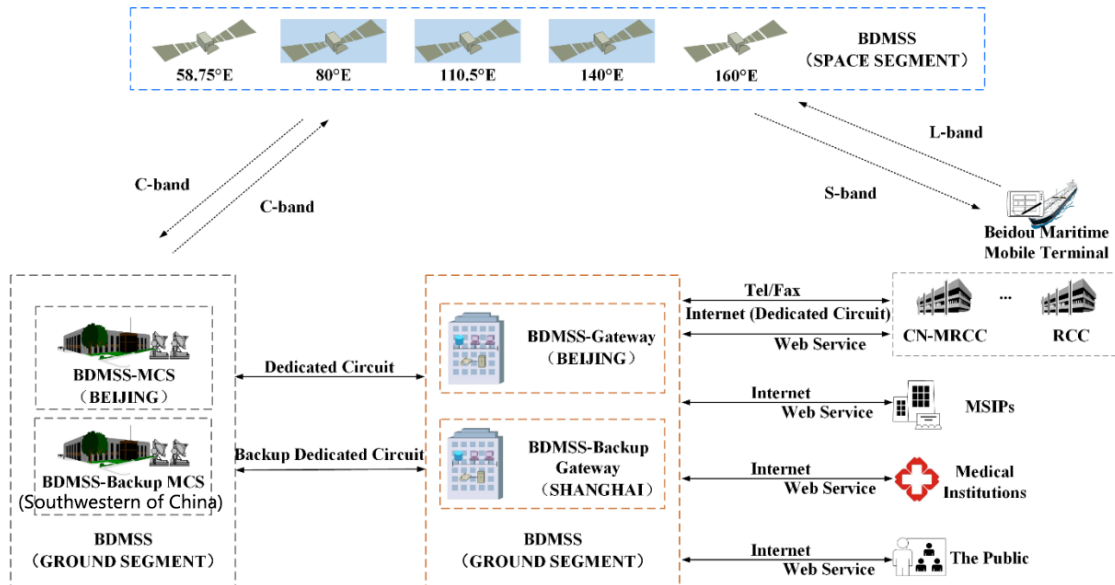 58.75°E
80°E
110.5°E
140°E
160°E
BDMSS
(SPACE SEGMENT)
C-band
C-band
L-band
S-band
Beidou Maritime
Mobile Terminal
BDMSS-MCS
(BEIJING)
BDMSS-Backup MCS
(Southwestern of China)
BDMSS
(GROUND SEGMENT)
Dedicated Circuit
Backup Dedicated Circuit
BDMSS-Gateway
(BEIJING)
BDMSS-Backup
Gateway
(SHANGHAI)
BDMSS
(GROUND SEGMENT)
Tel/Fax
Internet (Dedicated Circuit)
Web Service
CN-MRCC
...
RCC
Internet
Web Service
MSIPs
Internet
Web Service
Medical
Institutions
Internet
Web Service
The Public